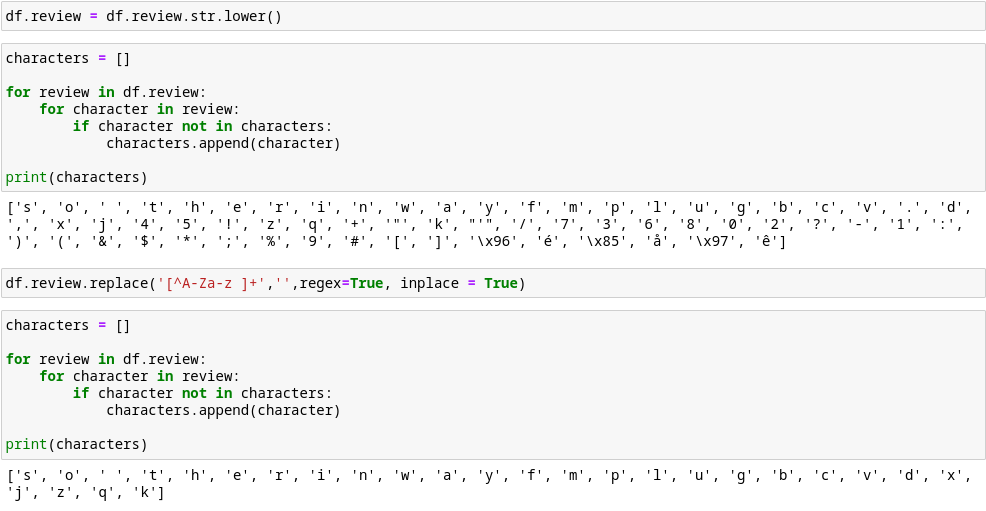 df.review = df.review.str.lower()
characters = []
for review in df.review:
    for character in review:
        if character not in characters:
            characters.append(character)
print(characters)
['s', 'o', ' ', 't', 'h', 'e', 'r', 'i', 'n', 'w', 'a', 'y', 'f', 'm', 'p', 'l', 'u', 'g', 'b', 'c', 'v', '.', 'd',
',', 'x', 'j', '4', '5', '!', 'z', 'q', '+', '"', 'k', "'", '/', '7', '3', '6', '8', '0', '2', '?', '-', '1', ':',
')', '(', '&', '$', '*', ';', '%', '9', '#', '[', ']', '\x96', 'é', '\x85', 'å', '\x97', 'ê']
df.review.replace('[^A-Za-z ]+','',regex=True, inplace = True)
characters = []
for review in df.review:
    for character in review:
        if character not in characters:
            characters.append(character)
print(characters)
['s', 'o', ' ', 't', 'h', 'e', 'r', 'i', 'n', 'w', 'a', 'y', 'f', 'm', 'p', 'l', 'u', 'g', 'b', 'c', 'v', 'd', 'x',
'j', 'z', 'q', 'k']